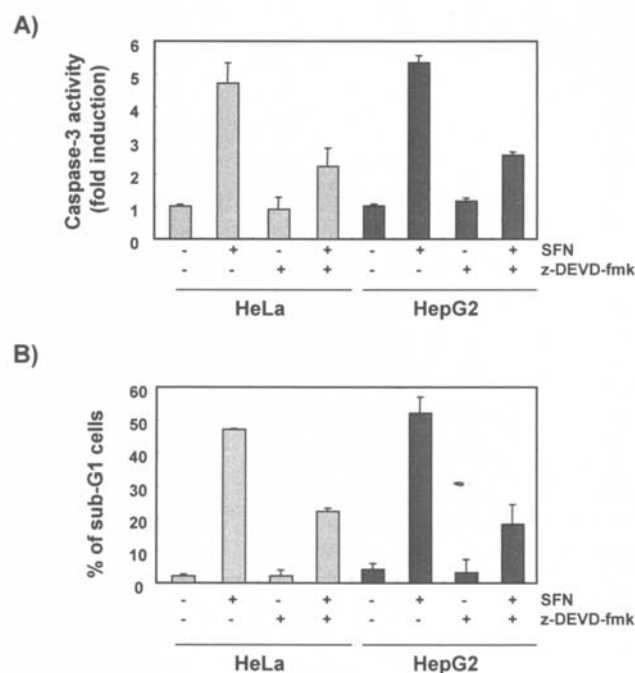 A)
Caspase-3 activity
(fold induction)
6
5
4
3
2
1
0
- + - + - + - + SFN
- - + + - - + + z-DEVD-fmk
HeLa HepG2
B)
% of sub-G1 cells
60
50
40
30
20
10
0
- + - + - + - + SFN
- - + + - - + + z-DEVD-fmk
HeLa HepG2